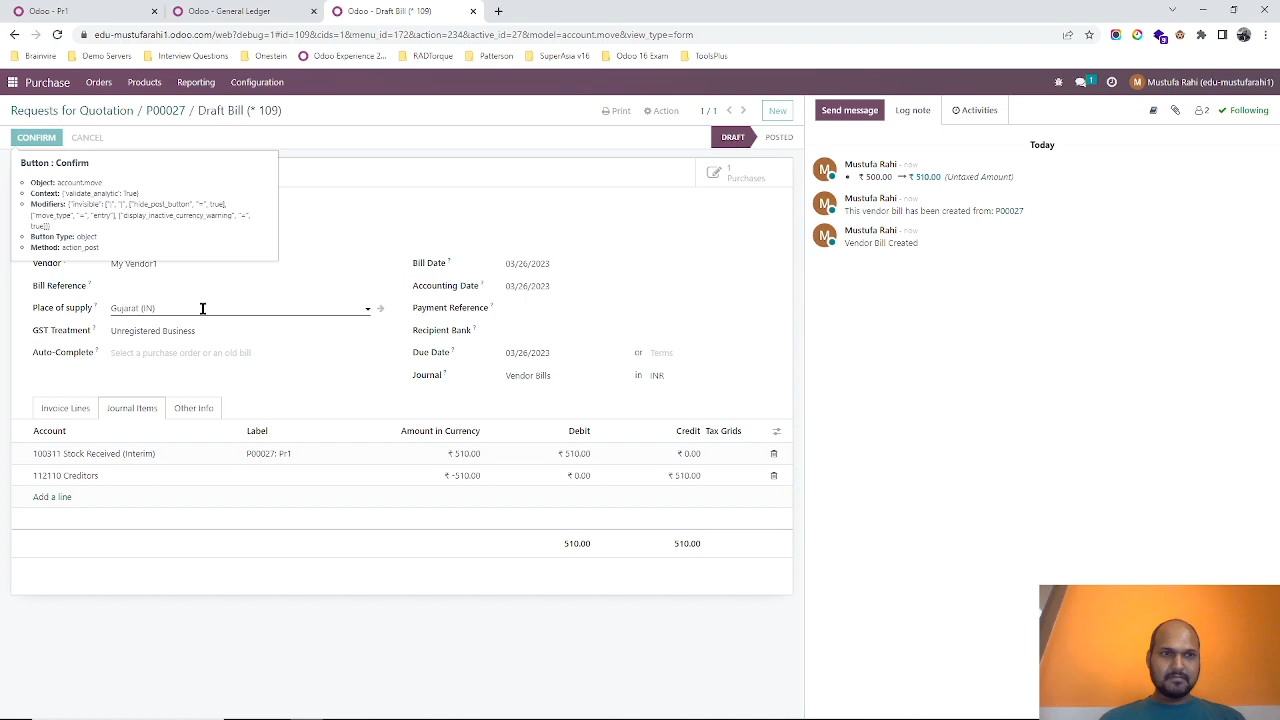 Odoo - Pr1
Odoo - General Ledger
Odoo - Draft Bill (* 109)
edu-mustufarahi1.odoo.com/web?debug=1#id=109&cids=1&menu_id=172&action=234&active_id=27&model=account.move&view_type=form
Brainvire
Demo Servers
Interview Questions
Onestein
Odoo Experience 2...
RADTorque
Patterson
SuperAsia v16
Odoo 16 Exam
ToolsPlus
Purchase
Orders
Products
Reporting
Configuration
1
Mustufa Rahi (edu-mustufarahi1)
Requests for Quotation / P00027 / Draft Bill (* 109)
Print
Action
1 / 1
New
Send message
Log note
Activities
2
Following
CONFIRM
CANCEL
DRAFT
POSTED
Today
Button : Confirm
Object: account.move
Context: {'validate_analytic': True}
Modifiers: {"invisible": ["|", "|", ["hide_post_button", "=", true],
["move_type", "=", "entry"], ["display_inactive_currency_warning", "=",
true]]}
Button Type: object
Method: action_post
1
Purchases
Mustufa Rahi - now
₹ 500.00 → ₹ 510.00 (Untaxed Amount)
Mustufa Rahi - now
This vendor bill has been created from: P00027
Mustufa Rahi - now
Vendor Bill Created
Vendor ?
My Vendor1
Bill Date ?
03/26/2023
Bill Reference ?
Accounting Date ?
03/26/2023
Place of supply ?
Gujarat (IN)
Payment Reference ?
GST Treatment ?
Unregistered Business
Recipient Bank ?
Auto-Complete ?
Select a purchase order or an old bill
Due Date ?
03/26/2023
or
Terms
Journal ?
Vendor Bills
in
INR
Invoice Lines
Journal Items
Other Info
Account
Label
Amount in Currency
Debit
Credit
Tax Grids
100311 Stock Received (Interim)
P00027: Pr1
₹ 510.00
₹ 510.00
₹ 0.00
112110 Creditors
₹ -510.00
₹ 0.00
₹ 510.00
Add a line
510.00
510.00